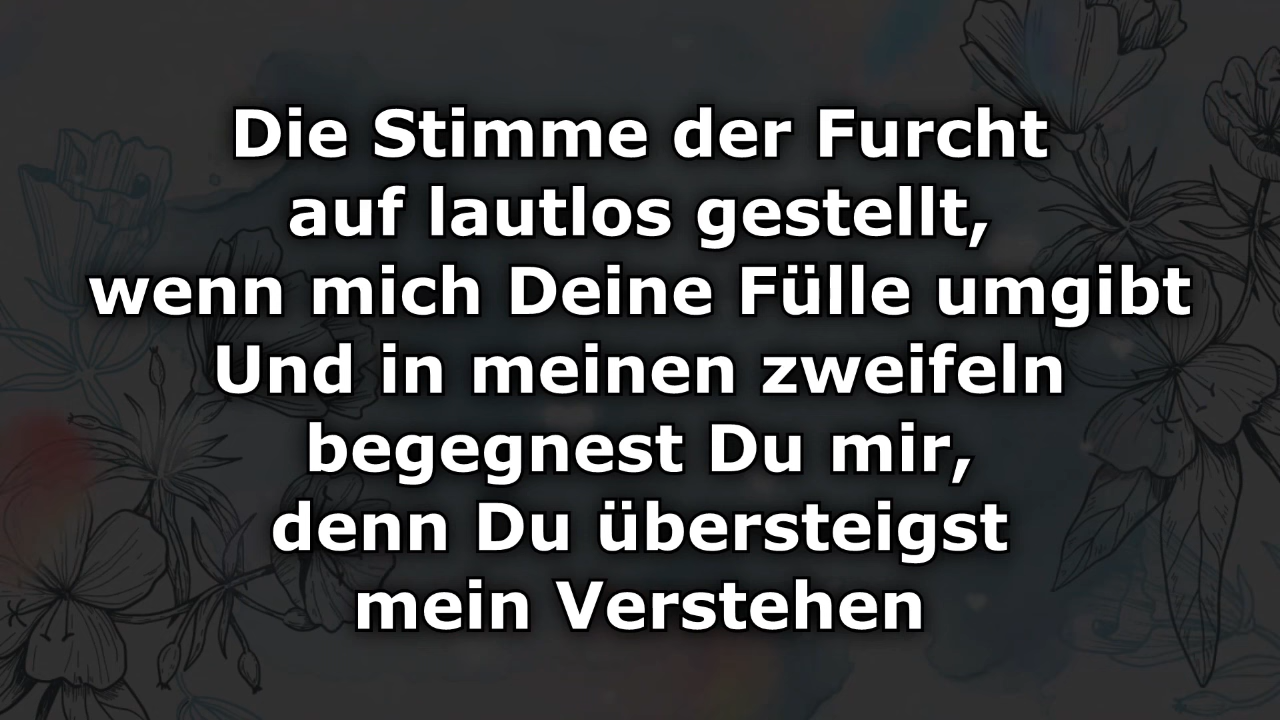 Die Stimme der Furcht
auf lautlos gestellt,
wenn mich Deine Fülle umgibt
Und in meinen zweifeln
begegnest Du mir,
denn Du übersteigst
mein Verstehen